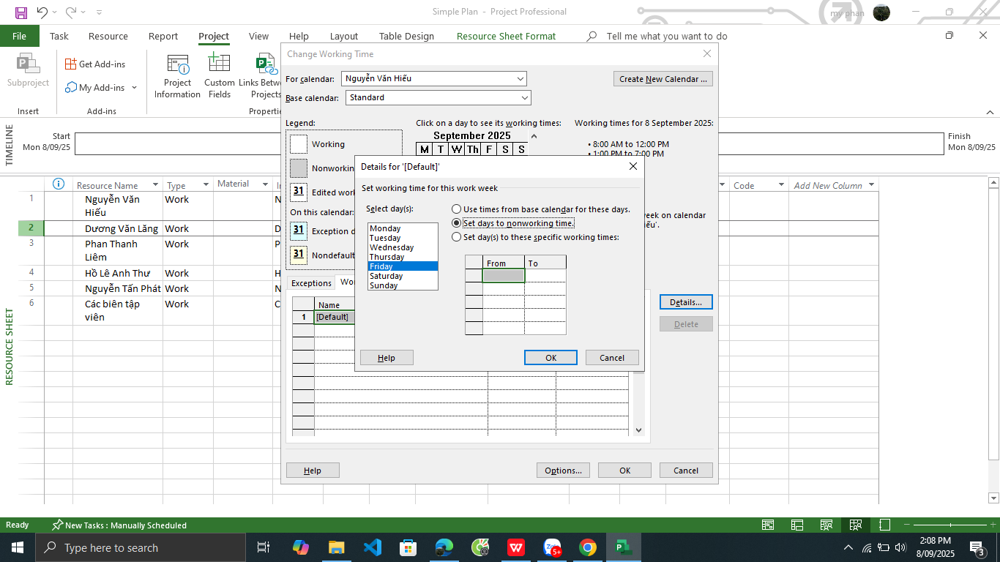 Simple Plan - Project Professional
my phan
File Task Resource Report Project View Help Layout Table Design Resource Sheet Format Tell me what you want to do
Subproject
Insert
Get Add-ins
My Add-ins
Add-ins
Project Information
Custom Fields
Links Betwe
Projects
Propertie
TIMELINE
Start
Mon 8/09/25
Finish
Mon 8/09/25
RESOURCE SHEET
Resource Name Type Material Code Add New Column
1 Nguyễn Văn Hiếu Work N
2 Dương Văn Lăng Work D
3 Phan Thanh Liêm Work P
4 Hồ Lê Anh Thư Work H
5 Nguyễn Tấn Phát Work N
6 Các biên tập viên Work C
Change Working Time
For calendar: Nguyễn Văn Hiếu
Create New Calendar ...
Base calendar: Standard
Legend:
Working
Nonworkin
31 Edited work
On this calendar:
31 Exception d
31 Nondefault
Click on a day to see its working times:
September 2025
M T W Th F S S
Working times for 8 September 2025:
• 8:00 AM to 12:00 PM
• 1:00 PM to 7:00 PM
eek on calendar
ếu'.
Exceptions Wo
Name
1 [Default]
Details...
Delete
Help Options... OK Cancel
Details for '[Default]'
Set working time for this work week
Select day(s):
Monday
Tuesday
Wednesday
Thursday
Friday
Saturday
Sunday
Use times from base calendar for these days.
Set days to nonworking time.
Set day(s) to these specific working times:
From To
Help OK Cancel
Ready New Tasks : Manually Scheduled
Type here to search
5+
2:08 PM
8/09/2025
3